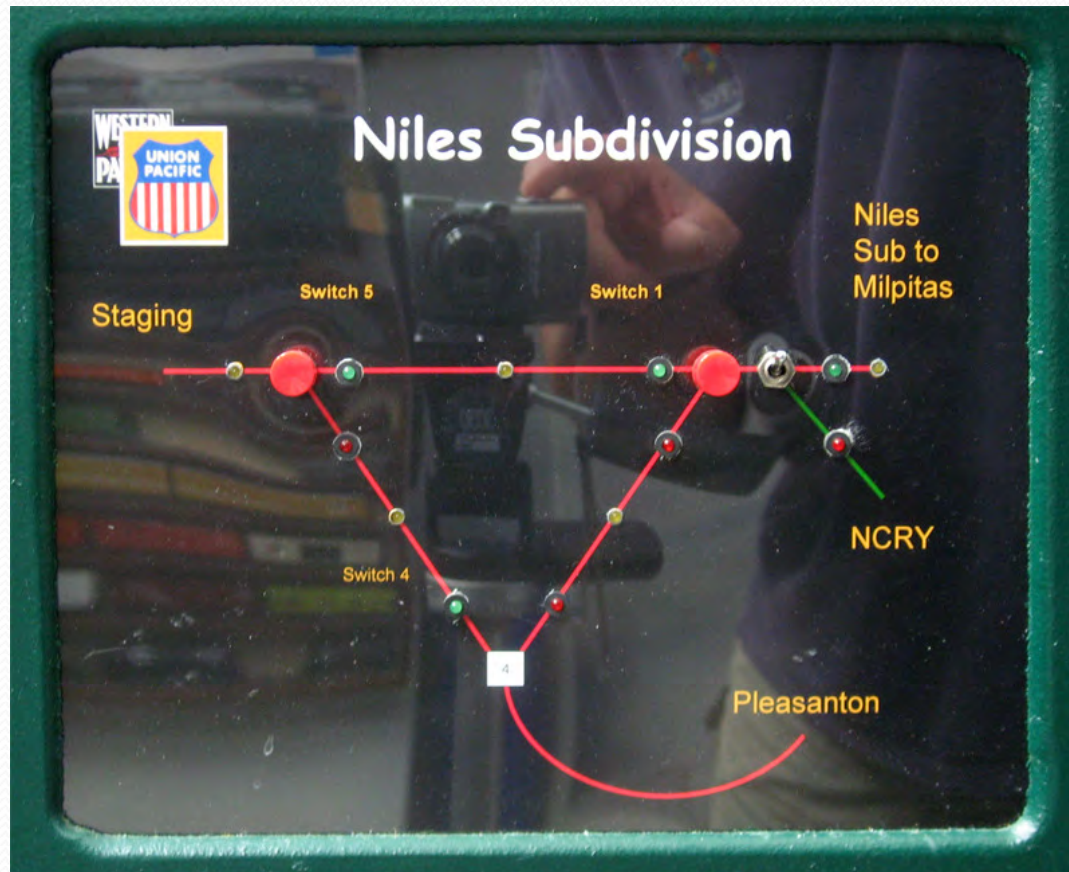 Niles Subdivision
WESTERN
PA
UNION
PACIFIC
Niles
Sub to
Milpitas
Switch 5
Switch 1
Staging
NCRY
Switch 4
4
Pleasanton